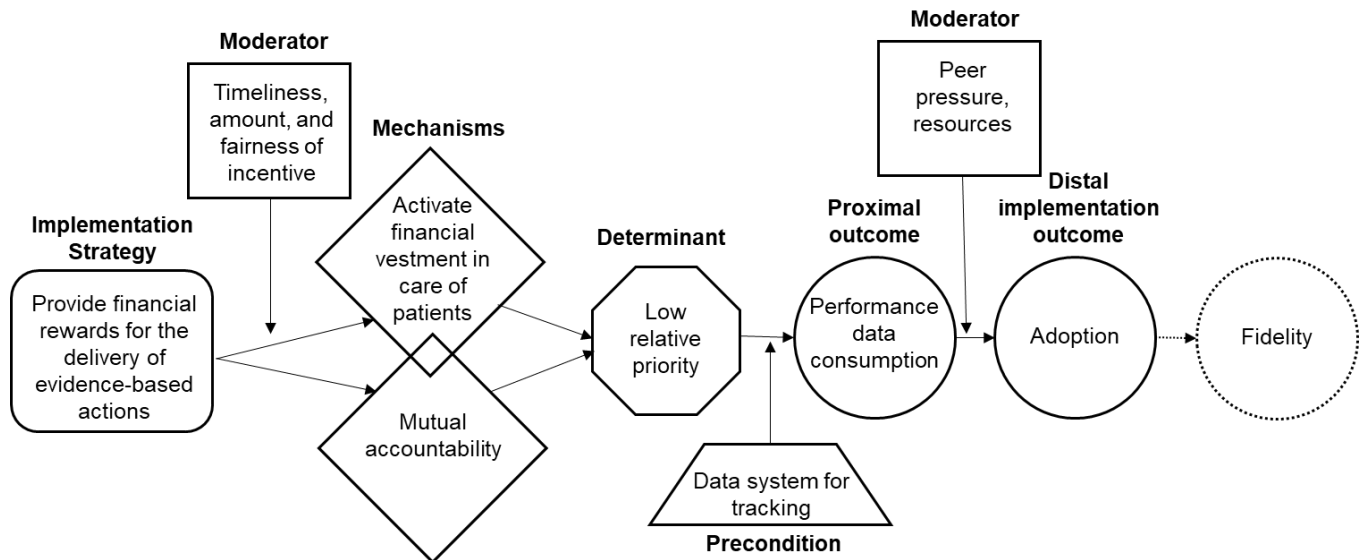 Moderator
Timeliness,
amount, and
fairness of
incentive
Implementation
Strategy
Provide financial
rewards for the
delivery of
evidence-based
actions
Mechanisms
Activate
financial
vestment in
care of
patients
Mutual
accountability
Determinant
Low
relative
priority
Data system for
tracking
Precondition
Proximal
outcome
Performance
data
consumption
Moderator
Peer
pressure,
resources
Distal
implementation
outcome
Adoption
Fidelity